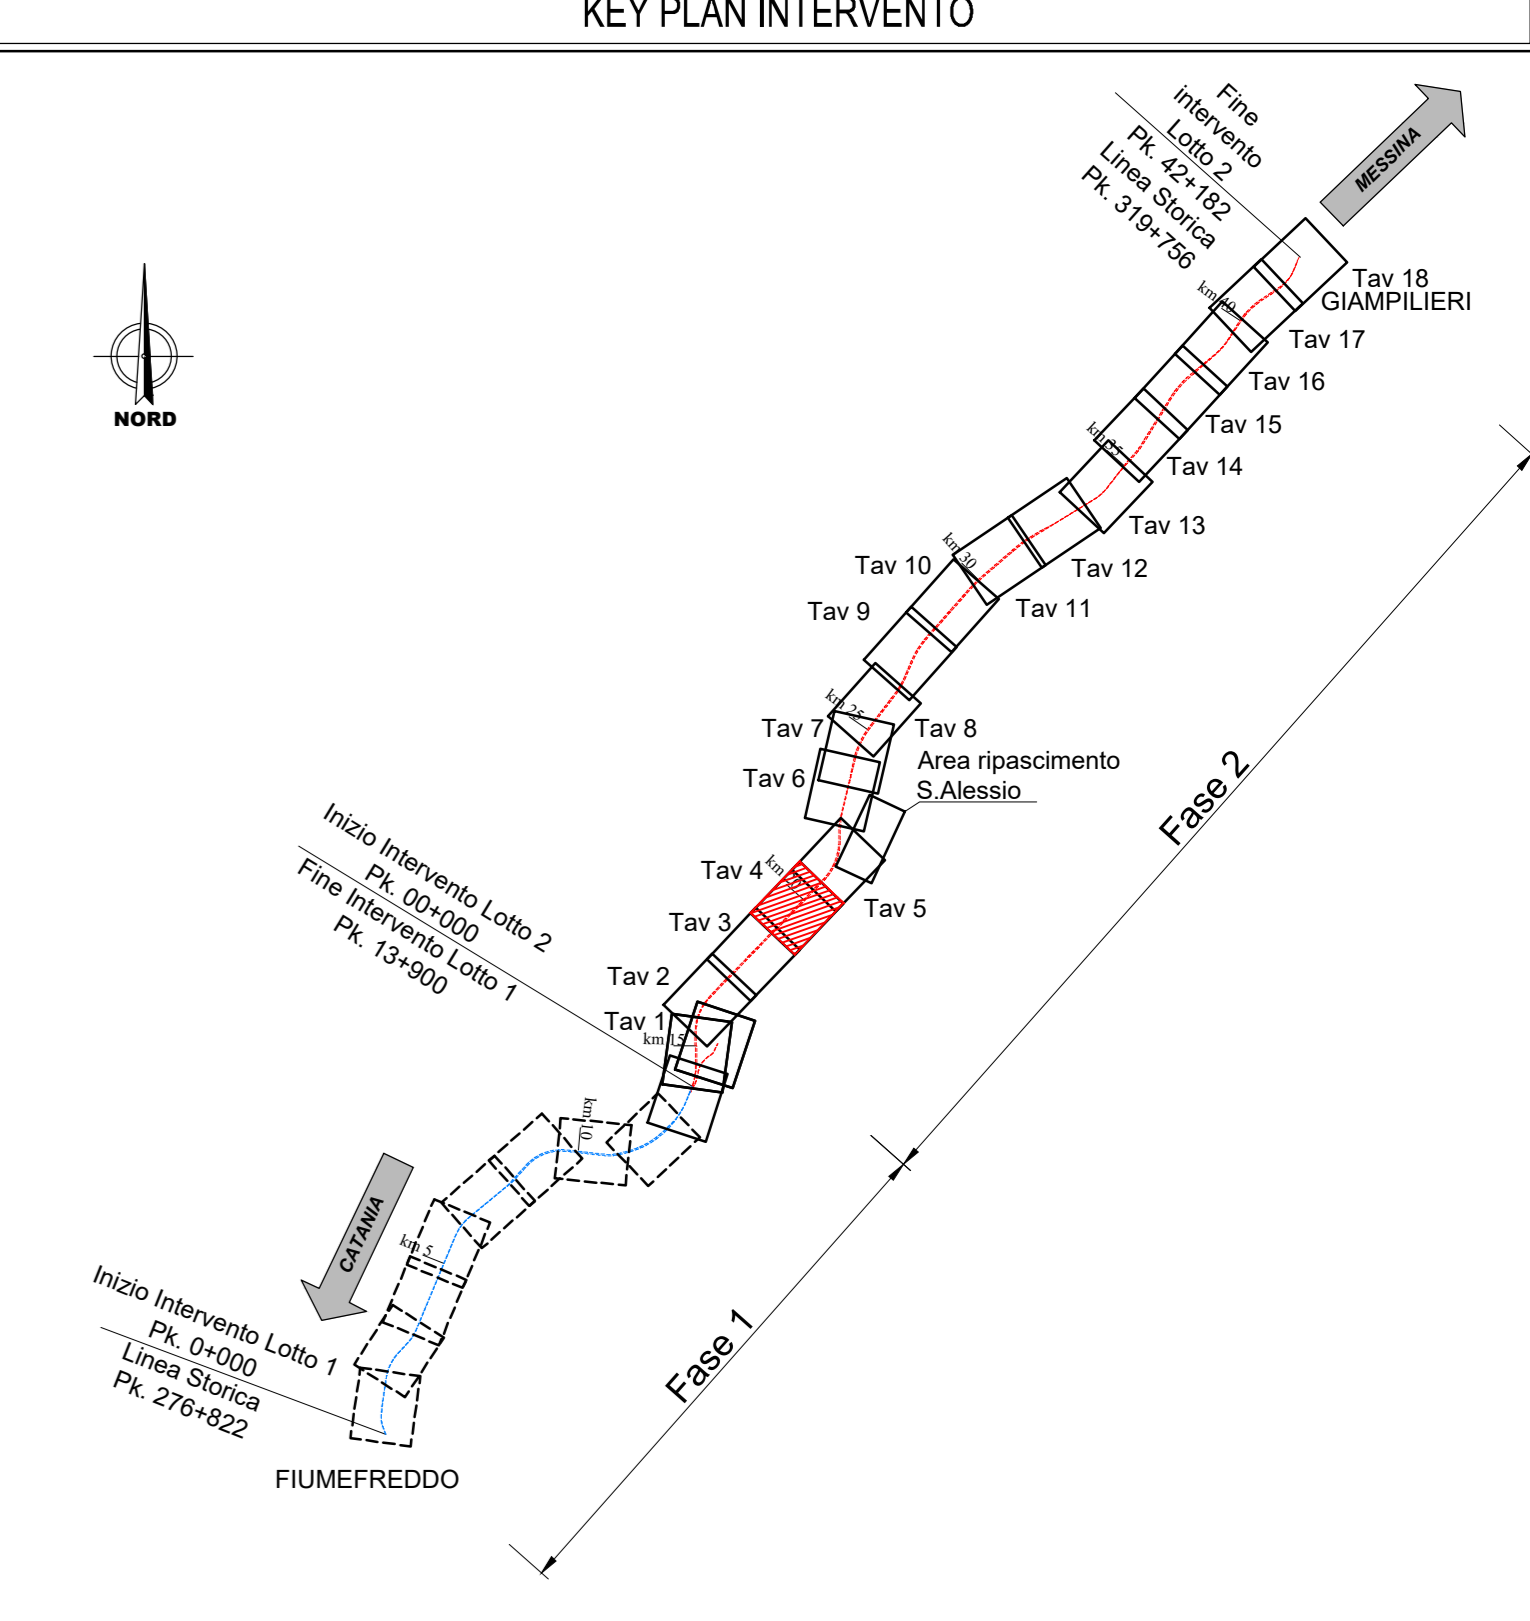 KEY PLAN INTERVENTO
Fine
intervento
Lotto 2
Pk. 42+182
Linea Storica
Pk. 319+756
MESSINA
NORD
Tav 18
GIAMPILIERI
km 40
Tav 17
Tav 16
Tav 15
km 35
Tav 14
Tav 13
km 30
Tav 12
Tav 10
Tav 11
Tav 9
km 25
Tav 7
Tav 8
Tav 6
Area ripascimento
S.Alessio
Fase 2
Tav 4
km
Tav 5
Tav 3
Tav 2
Tav 1
km 15
Inizio Intervento Lotto 2
Pk. 00+000
Fine Intervento Lotto 1
Pk. 13+900
km 10
CATANIA
km 5
Inizio Intervento Lotto 1
Pk. 0+000
Linea Storica
Pk. 276+822
Fase 1
FIUMEFREDDO